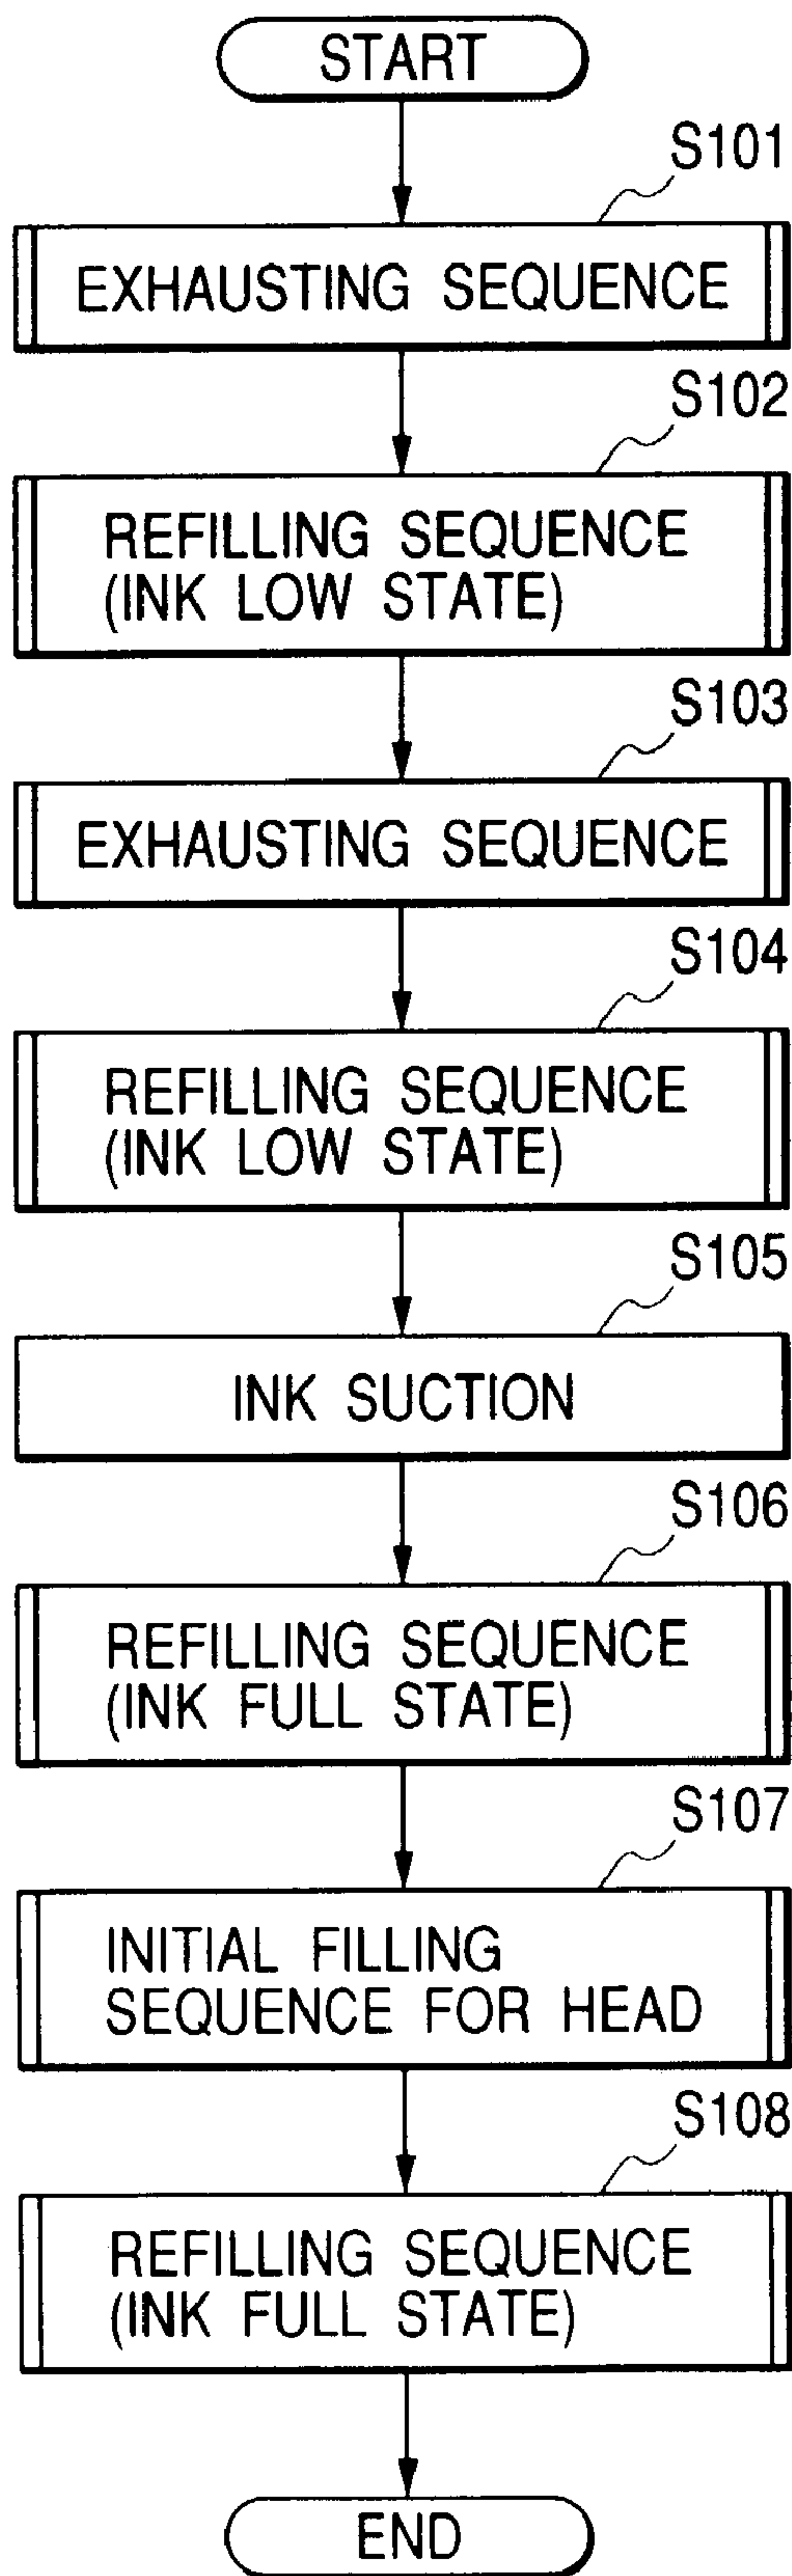 START
S101
EXHAUSTING SEQUENCE
S102
REFILLING SEQUENCE
(INK LOW STATE)
S103
EXHAUSTING SEQUENCE
S104
REFILLING SEQUENCE
(INK LOW STATE)
S105
INK SUCTION
S106
REFILLING SEQUENCE
(INK FULL STATE)
S107
INITIAL FILLING
SEQUENCE FOR HEAD
S108
REFILLING SEQUENCE
(INK FULL STATE)
END